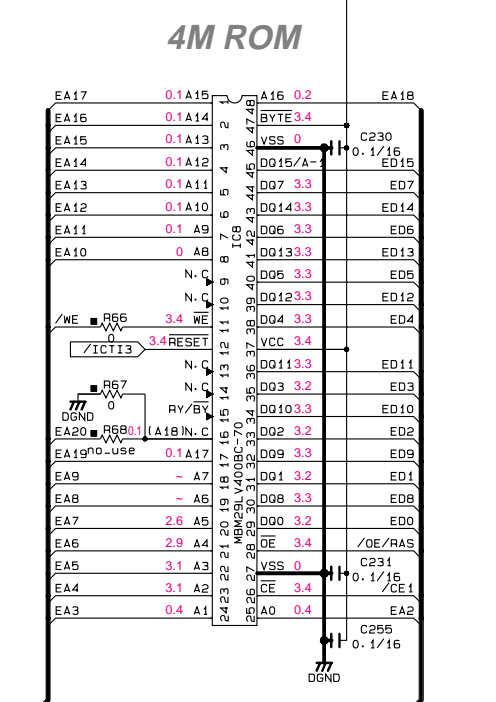 4M ROM
EA17 0.1 A15 1 48 A16 0.2 EA18
EA16 0.1 A14 2 47 BYTE 3.4
EA15 0.1 A13 3 46 VSS 0 C230 0.1/16
EA14 0.1 A12 4 45 DQ15/A-1 ED15
EA13 0.1 A11 5 44 DQ7 3.3 ED7
EA12 0.1 A10 6 43 DQ14 3.3 ED14
EA11 0.1 A9 7 42 DQ6 3.3 ED6
EA10 0 A8 8 41 DQ13 3.3 ED13
N.C 9 40 DQ5 3.3 ED5
N.C 10 39 DQ12 3.3 ED12
/WE R66 0 3.4 WE 11 38 DQ4 3.3 ED4
/ICTI3 3.4 RESET 12 37 VCC 3.4
N.C 13 36 DQ11 3.3 ED11
R67 0 N.C 14 35 DQ3 3.2 ED3
DGND RY/BY 15 34 DQ10 3.3 ED10
EA20 R68 no_use 0.1 (A18)N.C 16 33 DQ2 3.2 ED2
EA19 0.1 A17 17 32 DQ9 3.3 ED9
EA9 ~ A7 18 31 DQ1 3.2 ED1
EA8 ~ A6 19 30 DQ8 3.3 ED8
EA7 2.6 A5 20 29 DQ0 3.2 ED0
EA6 2.9 A4 21 28 OE 3.4 /OE/RAS
EA5 3.1 A3 22 27 VSS 0 C231 0.1/16
EA4 3.1 A2 23 26 CE 3.4 /CE1
EA3 0.4 A1 24 25 A0 0.4 EA2
IC8
MBM29LV400BC-70
C255
0.1/16
DGND